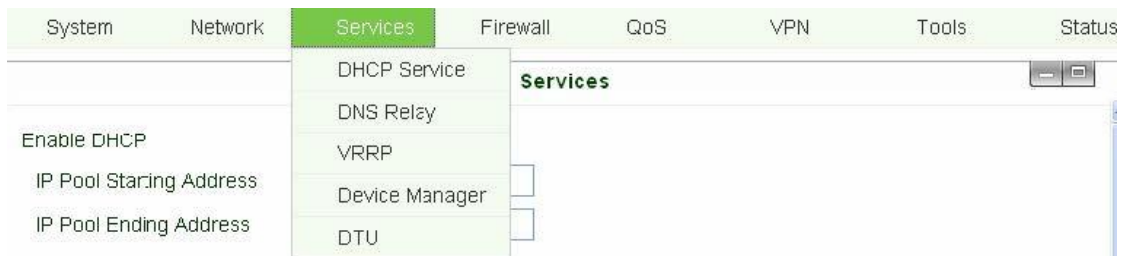 System Network Services Firewall QoS VPN Tools Status
DHCP Service
Services
DNS Relay
Enable DHCP
VRRP
IP Pool Starting Address
Device Manager
IP Pool Ending Address
DTU